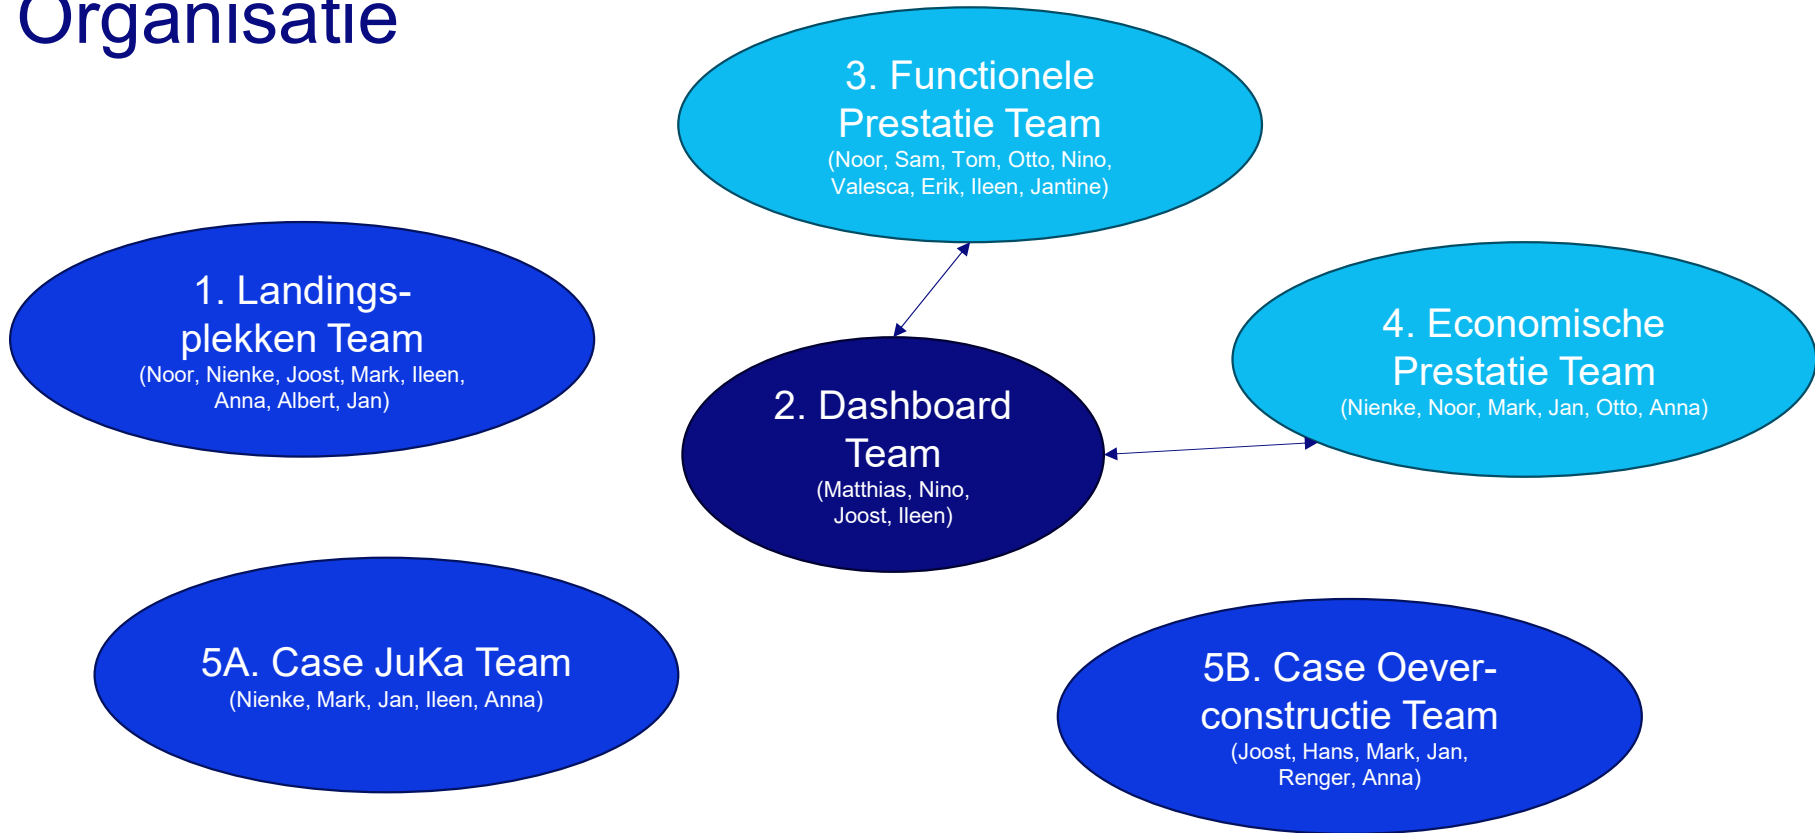 Organisatie
3. Functionele
Prestatie Team
(Noor, Sam, Tom, Otto, Nino,
Valesca, Erik, Ileen, Jantine)
1. Landings-
plekken Team
(Noor, Nienke, Joost, Mark, Ileen,
Anna, Albert, Jan)
2. Dashboard
Team
(Matthias, Nino,
Joost, Ileen)
4. Economische
Prestatie Team
(Nienke, Noor, Mark, Jan, Otto, Anna)
5A. Case JuKa Team
(Nienke, Mark, Jan, Ileen, Anna)
5B. Case Oever-
constructie Team
(Joost, Hans, Mark, Jan,
Renger, Anna)